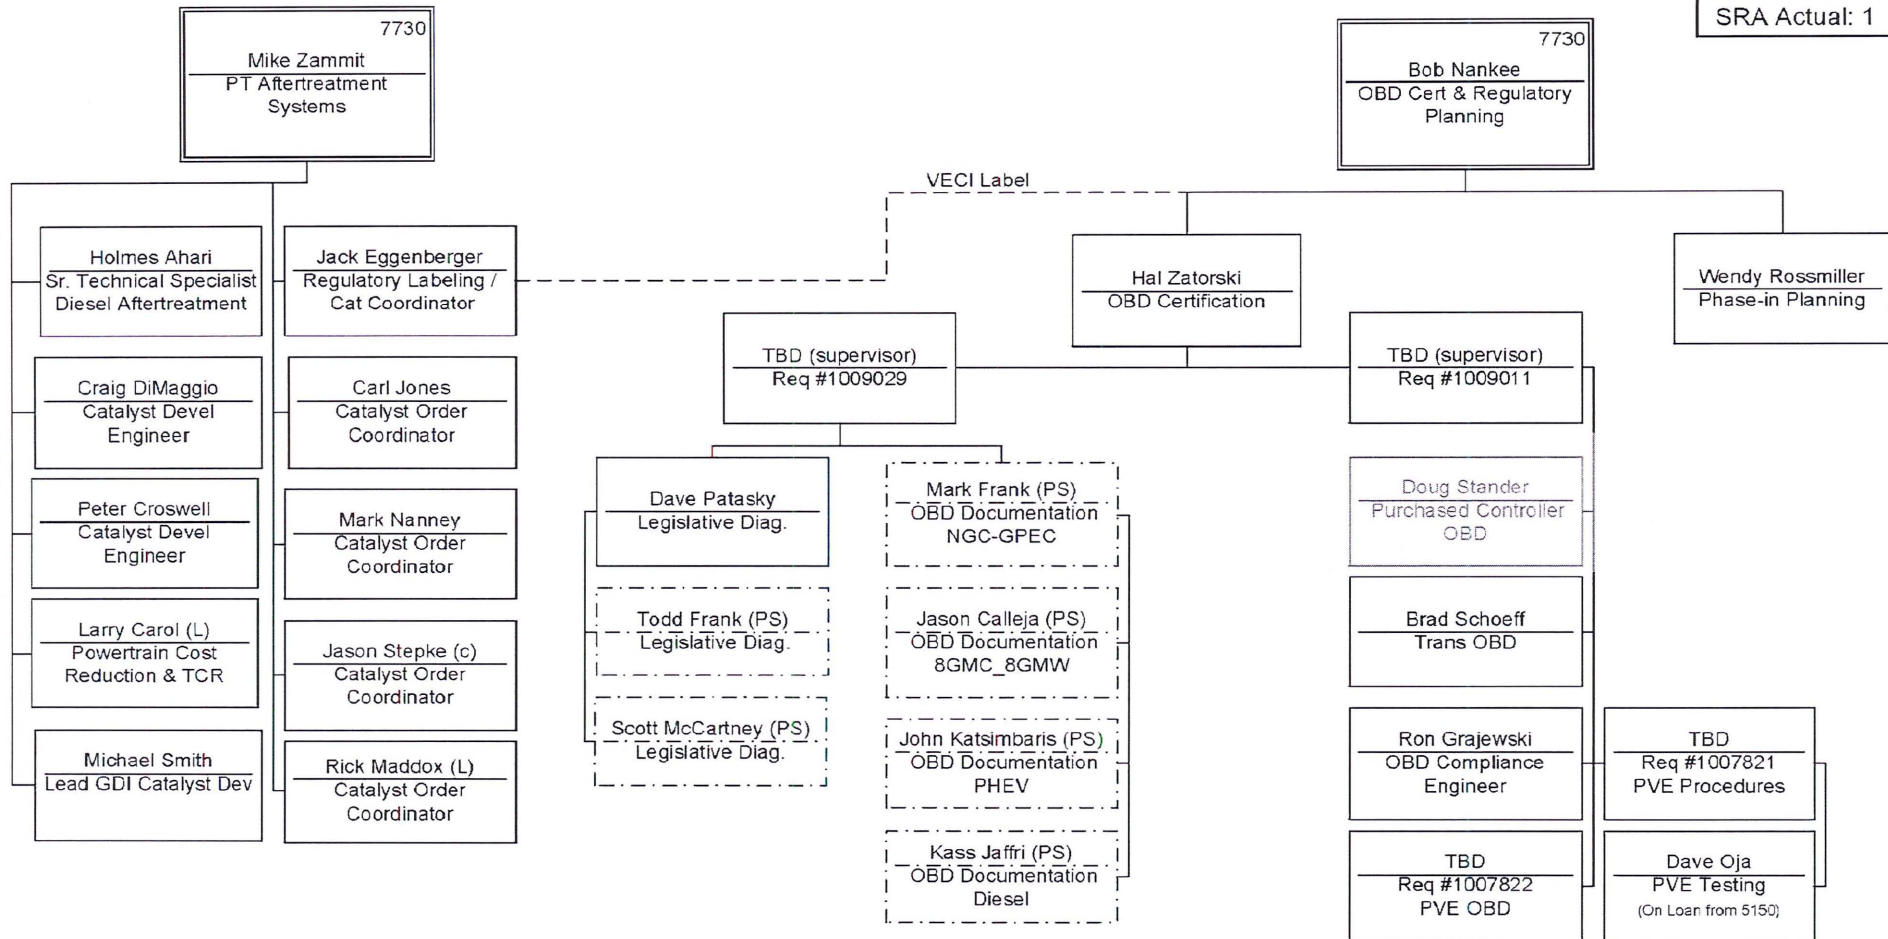 SRA Actual: 1
7730
Mike Zammit
PT Aftertreatment
Systems
7730
Bob Nankee
OBD Cert & Regulatory
Planning
VECI Label
Holmes Ahari
Sr. Technical Specialist
Diesel Aftertreatment
Jack Eggenberger
Regulatory Labeling /
Cat Coordinator
Hal Zatorski
OBD Certification
Wendy Rossmiller
Phase-in Planning
Craig DiMaggio
Catalyst Devel
Engineer
Carl Jones
Catalyst Order
Coordinator
TBD (supervisor)
Req #1009029
TBD (supervisor)
Req #1009011
Peter Croswell
Catalyst Devel
Engineer
Mark Nanney
Catalyst Order
Coordinator
Dave Patasky
Legislative Diag.
Mark Frank (PS)
OBD Documentation
NGC-GPEC
Doug Stander
Purchased Controller
OBD
Larry Carol (L)
Powertrain Cost
Reduction & TCR
Jason Stepke (c)
Catalyst Order
Coordinator
Todd Frank (PS)
Legislative Diag.
Jason Calleja (PS)
OBD Documentation
8GMC_8GMW
Brad Schoeff
Trans OBD
Michael Smith
Lead GDI Catalyst Dev
Rick Maddox (L)
Catalyst Order
Coordinator
Scott McCartney (PS)
Legislative Diag.
John Katsimbaris (PS)
OBD Documentation
PHEV
Ron Grajewski
OBD Compliance
Engineer
TBD
Req #1007821
PVE Procedures
Kass Jaffri (PS)
OBD Documentation
Diesel
TBD
Req #1007822
PVE OBD
Dave Oja
PVE Testing
(On Loan from 5150)